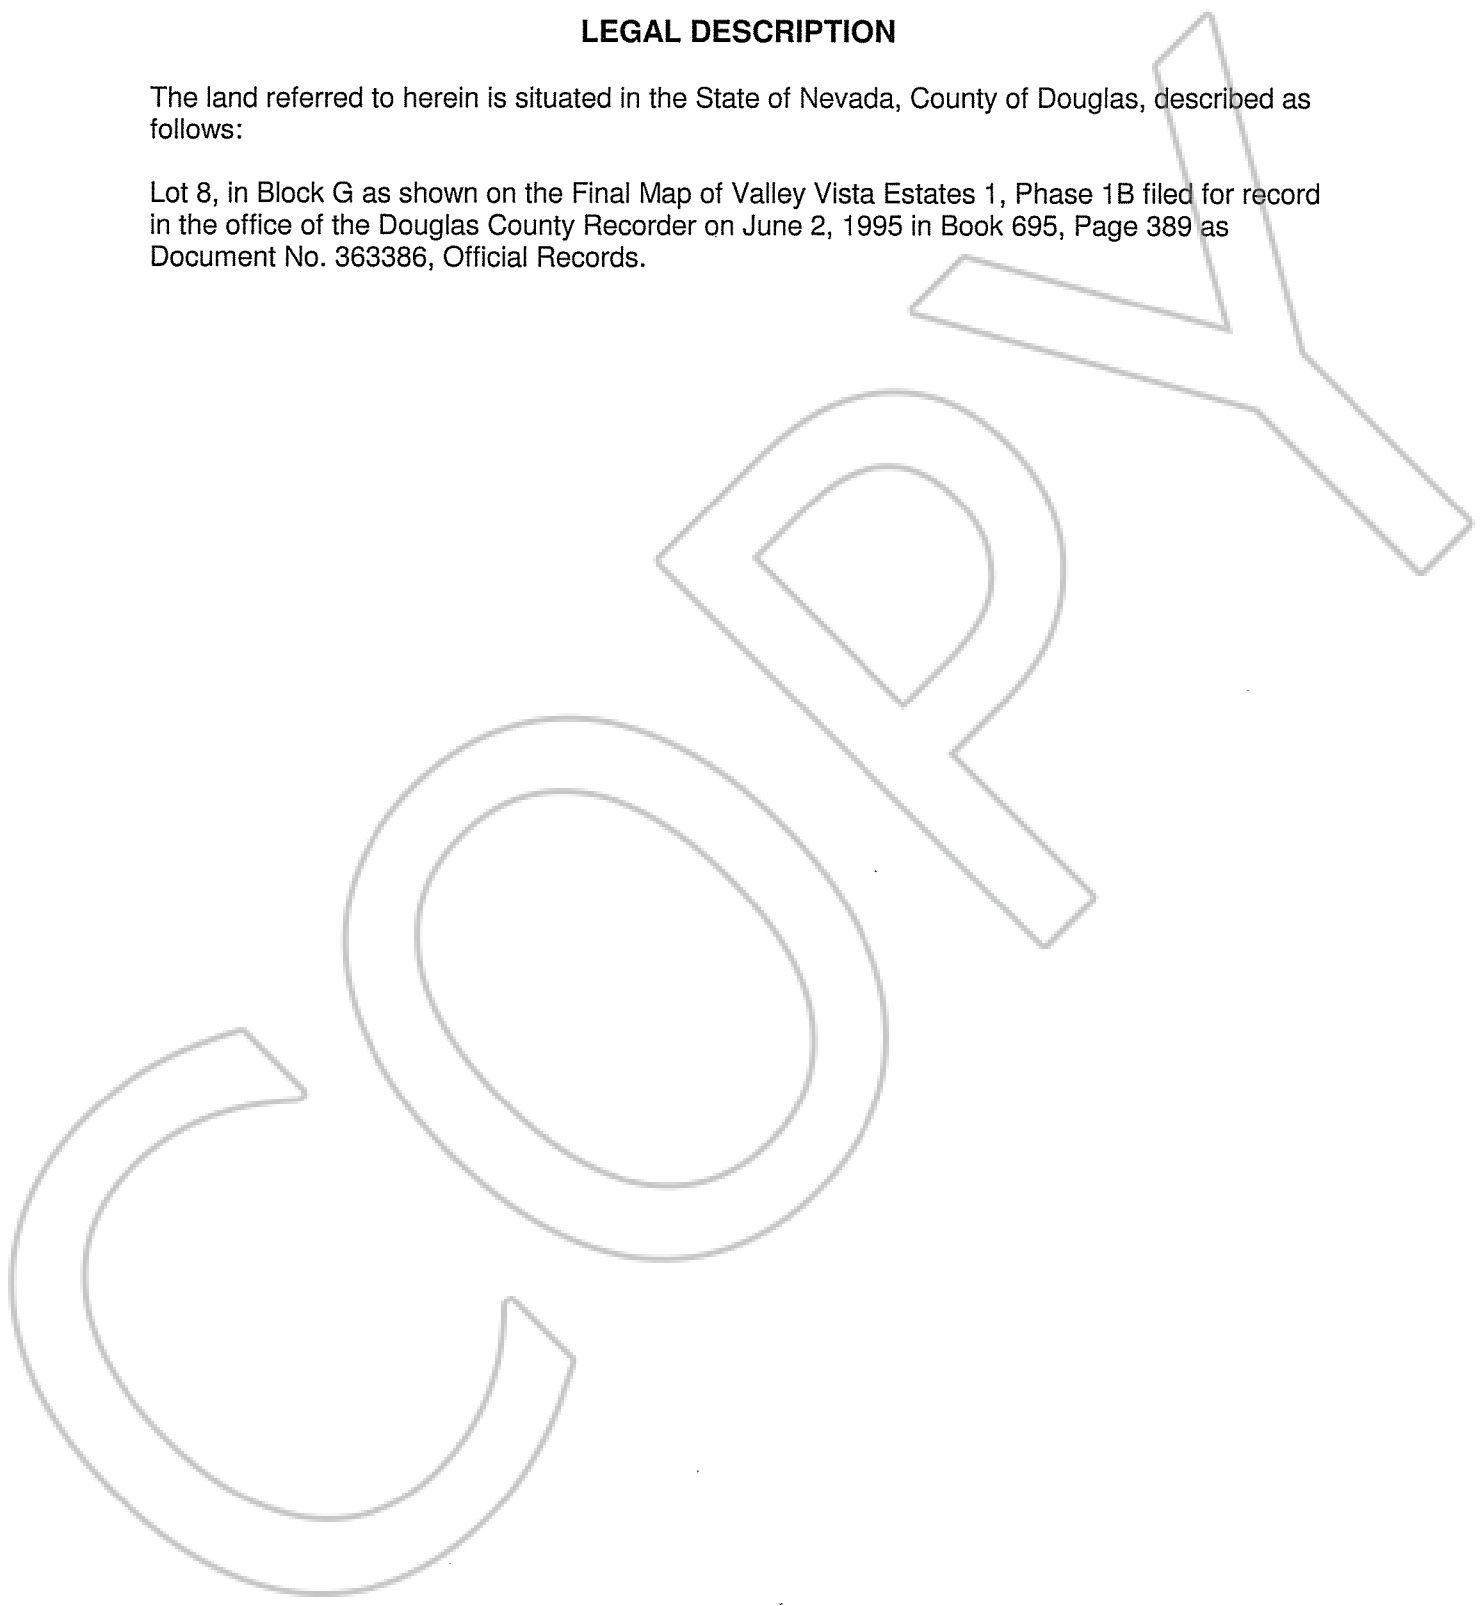 LEGAL DESCRIPTION
The land referred to herein is situated in the State of Nevada, County of Douglas, described as
follows:
Lot 8, in Block G as shown on the Final Map of Valley Vista Estates 1, Phase 1B filed for record
in the office of the Douglas County Recorder on June 2, 1995 in Book 695, Page 389 as
Document No. 363386, Official Records.
COPY